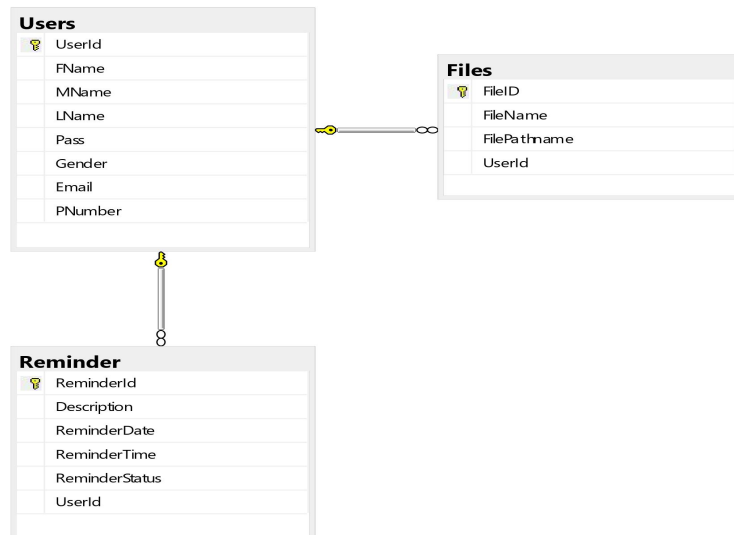 Users
UserId
FName
MName
LName
Pass
Gender
Email
PNumber
Files
FileID
FileName
FilePathname
UserId
Reminder
ReminderId
Description
ReminderDate
ReminderTime
ReminderStatus
UserId